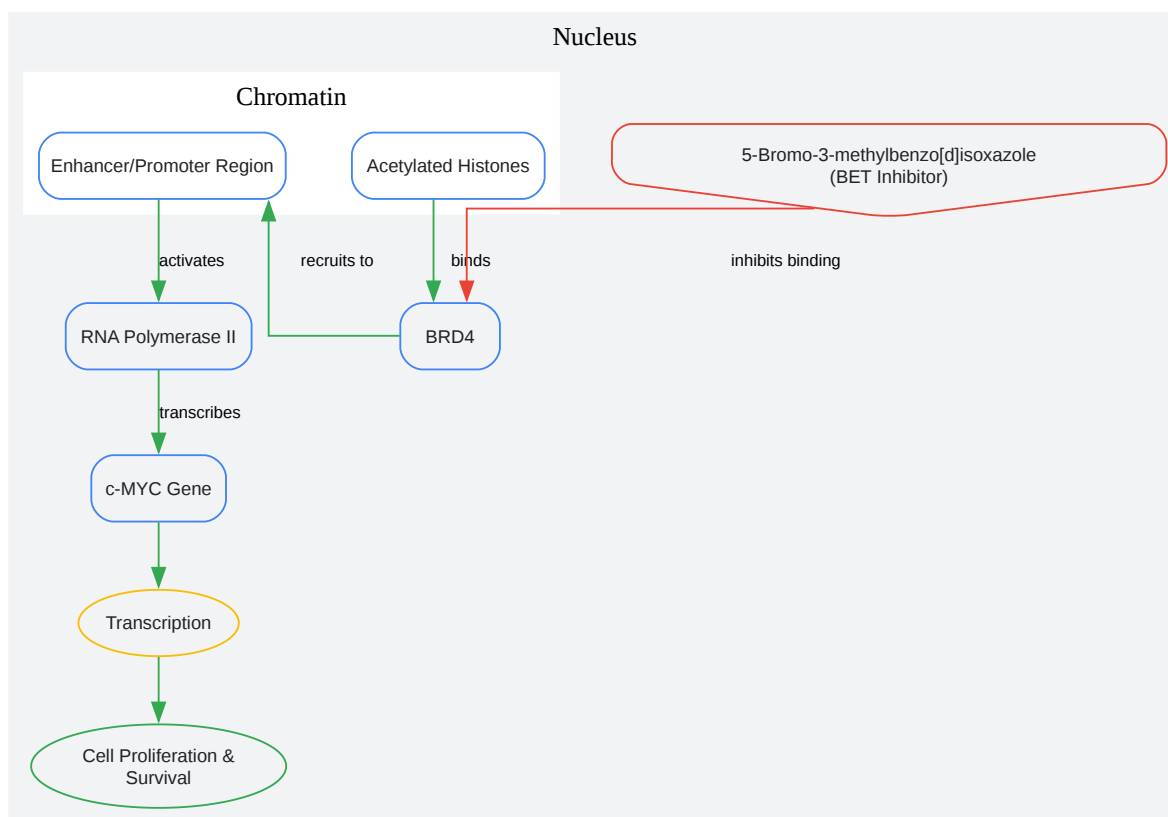 Nucleus
Chromatin
Enhancer/Promoter Region
Acetylated Histones
5-Bromo-3-methylbenzo[d]isoxazole
(BET Inhibitor)
activates
recruits to
binds
inhibits binding
RNA Polymerase II
BRD4
transcribes
c-MYC Gene
Transcription
Cell Proliferation &
Survival